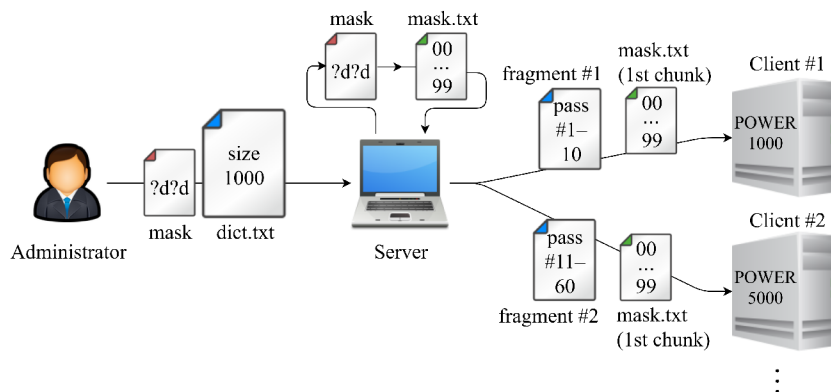 mask
?d?d
mask.txt
00
...
99
fragment #1
pass
#1–
10
mask.txt
(1st chunk)
00
...
99
Client #1
POWER
1000
Administrator
?d?d
mask
size
1000
dict.txt
Server
pass
#11–
60
fragment #2
00
...
99
mask.txt
(1st chunk)
Client #2
POWER
5000